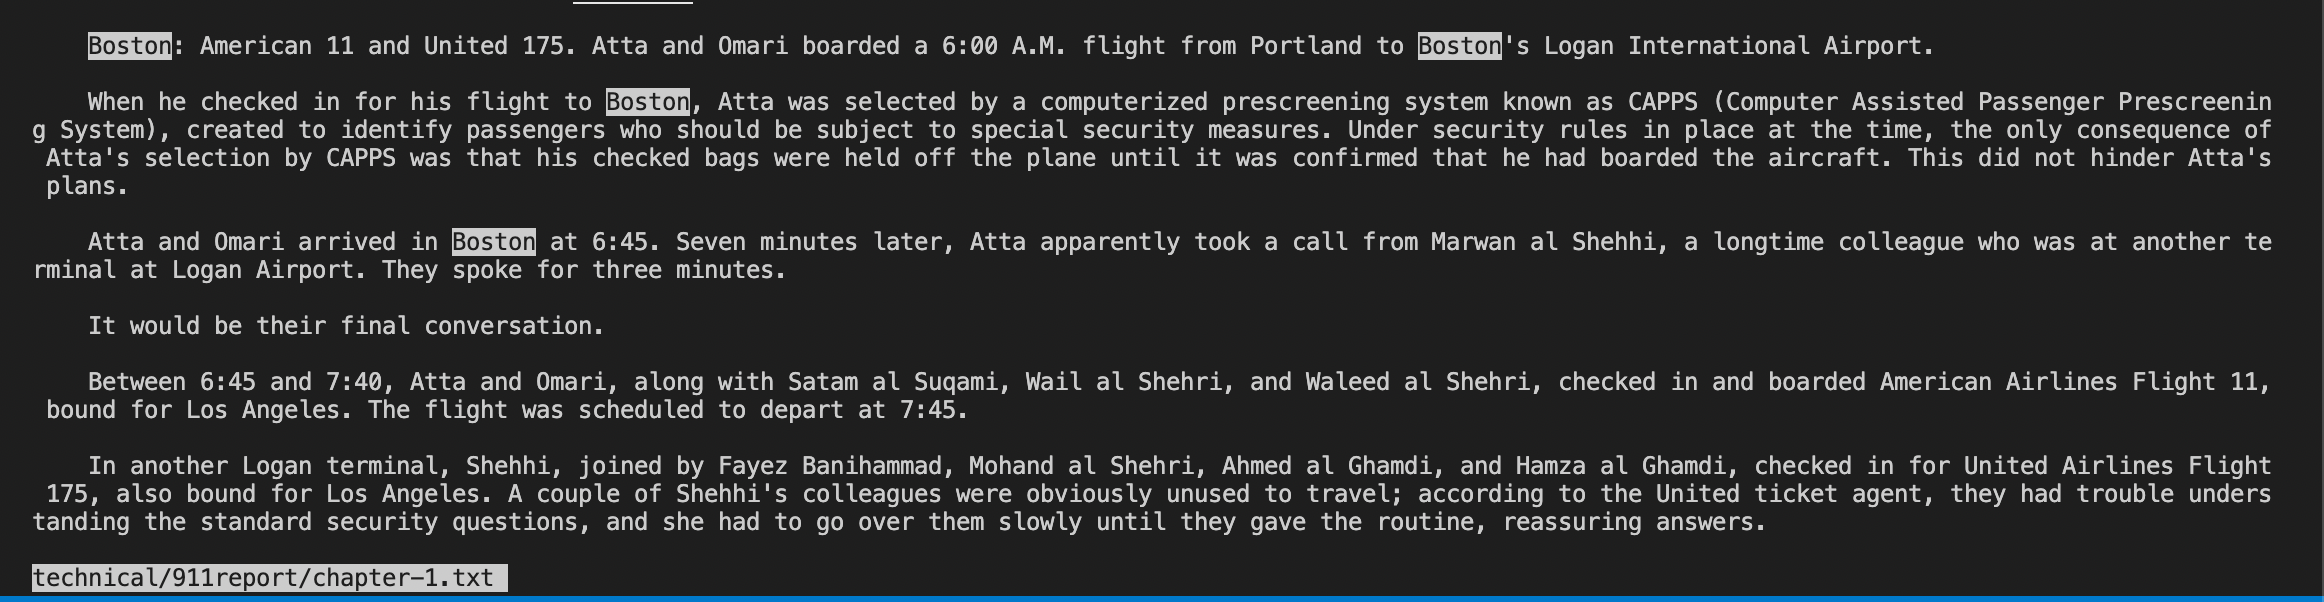 Boston: American 11 and United 175. Atta and Omari boarded a 6:00 A.M. flight from Portland to Boston's Logan International Airport.
When he checked in for his flight to Boston, Atta was selected by a computerized prescreening system known as CAPPS (Computer Assisted Passenger Prescreenin
g System), created to identify passengers who should be subject to special security measures. Under security rules in place at the time, the only consequence of
Atta's selection by CAPPS was that his checked bags were held off the plane until it was confirmed that he had boarded the aircraft. This did not hinder Atta's
plans.
Atta and Omari arrived in Boston at 6:45. Seven minutes later, Atta apparently took a call from Marwan al Shehhi, a longtime colleague who was at another te
rminal at Logan Airport. They spoke for three minutes.
It would be their final conversation.
Between 6:45 and 7:40, Atta and Omari, along with Satam al Suqami, Wail al Shehri, and Waleed al Shehri, checked in and boarded American Airlines Flight 11,
bound for Los Angeles. The flight was scheduled to depart at 7:45.
In another Logan terminal, Shehhi, joined by Fayez Banihammad, Mohand al Shehri, Ahmed al Ghamdi, and Hamza al Ghamdi, checked in for United Airlines Flight
175, also bound for Los Angeles. A couple of Shehhi's colleagues were obviously unused to travel; according to the United ticket agent, they had trouble unders
tanding the standard security questions, and she had to go over them slowly until they gave the routine, reassuring answers.
technical/911report/chapter-1.txt